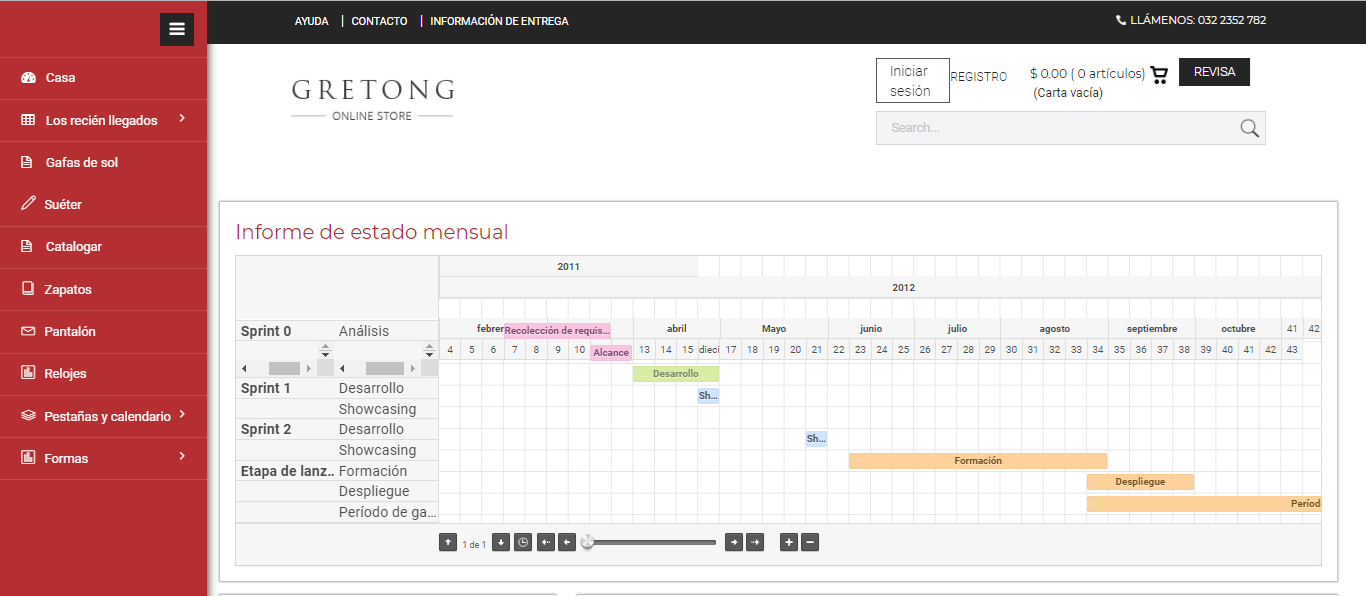 AYUDA | CONTACTO | INFORMACIÓN DE ENTREGA
LLÁMENOS: 032 2352 782
Casa
Los recién llegados
Gafas de sol
Suéter
Catalogar
Zapatos
Pantalón
Relojes
Pestañas y calendario
Formas
GRETONG
ONLINE STORE
Iniciar
sesión
REGISTRO
$ 0.00 ( 0 artículos)
(Carta vacía)
REVISA
Search...
Informe de estado mensual
2011
2012
Sprint 0 Análisis
febrer Recolección de requis... abril Mayo junio julio agosto septiembre octubre 41 42
4 5 6 7 8 9 10 Alcance 13 14 15 dieci 17 18 19 20 21 22 23 24 25 26 27 28 29 30 31 32 33 34 35 36 37 38 39 40 41 42 43
Desarrollo
Sprint 1 Desarrollo
Sh...
Showcasing
Sprint 2 Desarrollo
Sh...
Showcasing
Etapa de lanz.. Formación
Formación
Despliegue
Despliegue
Período de ga...
Períod
1 de 1